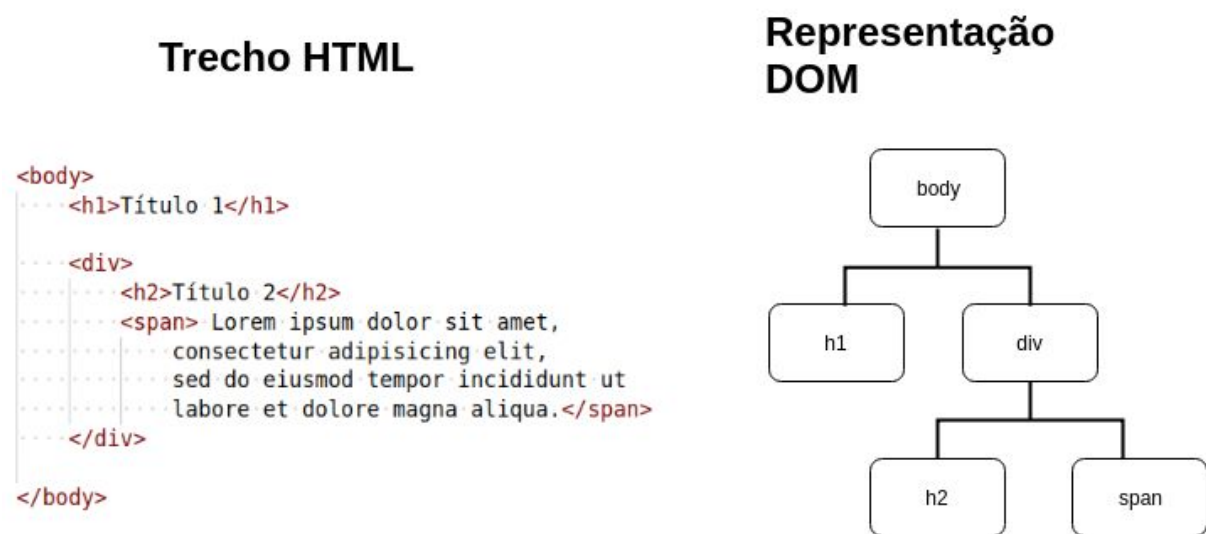 Trecho HTML
Representação
DOM
<body>
<h1>Título 1</h1>
<div>
<h2>Título 2</h2>
<span> Lorem ipsum dolor sit amet,
consectetur adipisicing elit,
sed do eiusmod tempor incididunt ut
labore et dolore magna aliqua.</span>
</div>
</body>
body
h1
div
h2
span